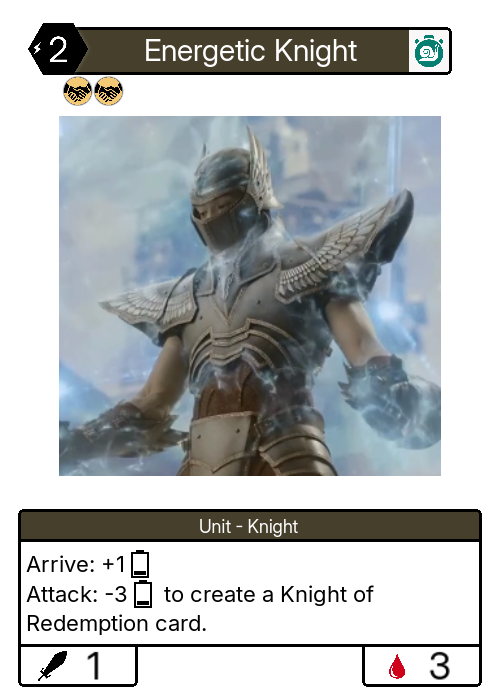 2
Energetic Knight
Unit - Knight
Arrive: +1
Attack: -3 to create a Knight of
Redemption card.
1
3